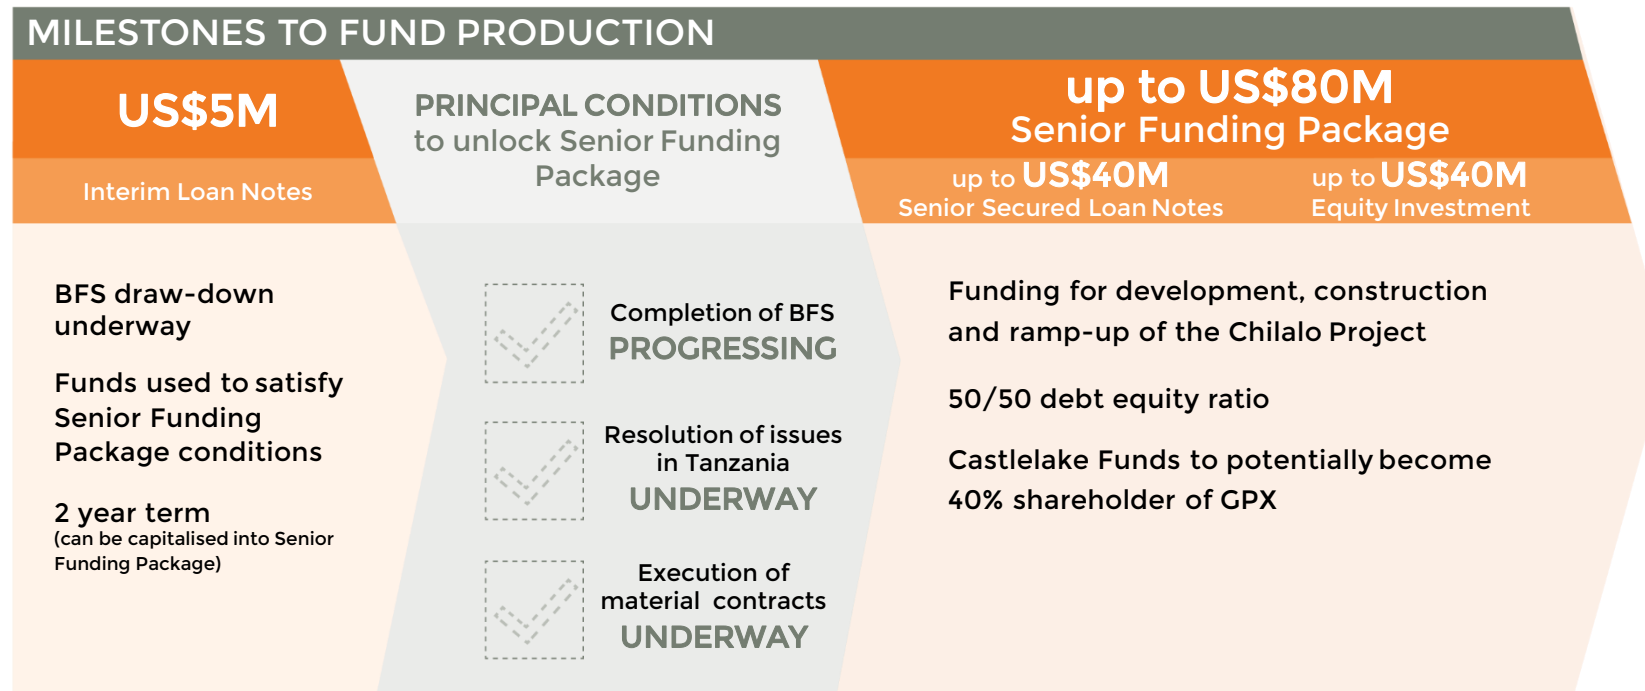 MILESTONES TO FUND PRODUCTION
US$5M
Interim Loan Notes
BFS draw-down
underway
Funds used to satisfy
Senior Funding
Package conditions
2 year term
(can be capitalised into Senior
Funding Package)
PRINCIPAL CONDITIONS
to unlock Senior Funding
Package
Completion of BFS
PROGRESSING
Resolution of issues
in Tanzania
UNDERWAY
Execution of
material contracts
UNDERWAY
up to US$80M
Senior Funding Package
up to US$40M
Senior Secured Loan Notes
up to US$40M
Equity Investment
Funding for development, construction
and ramp-up of the Chilalo Project
50/50 debt equity ratio
Castlelake Funds to potentially become
40% shareholder of GPX